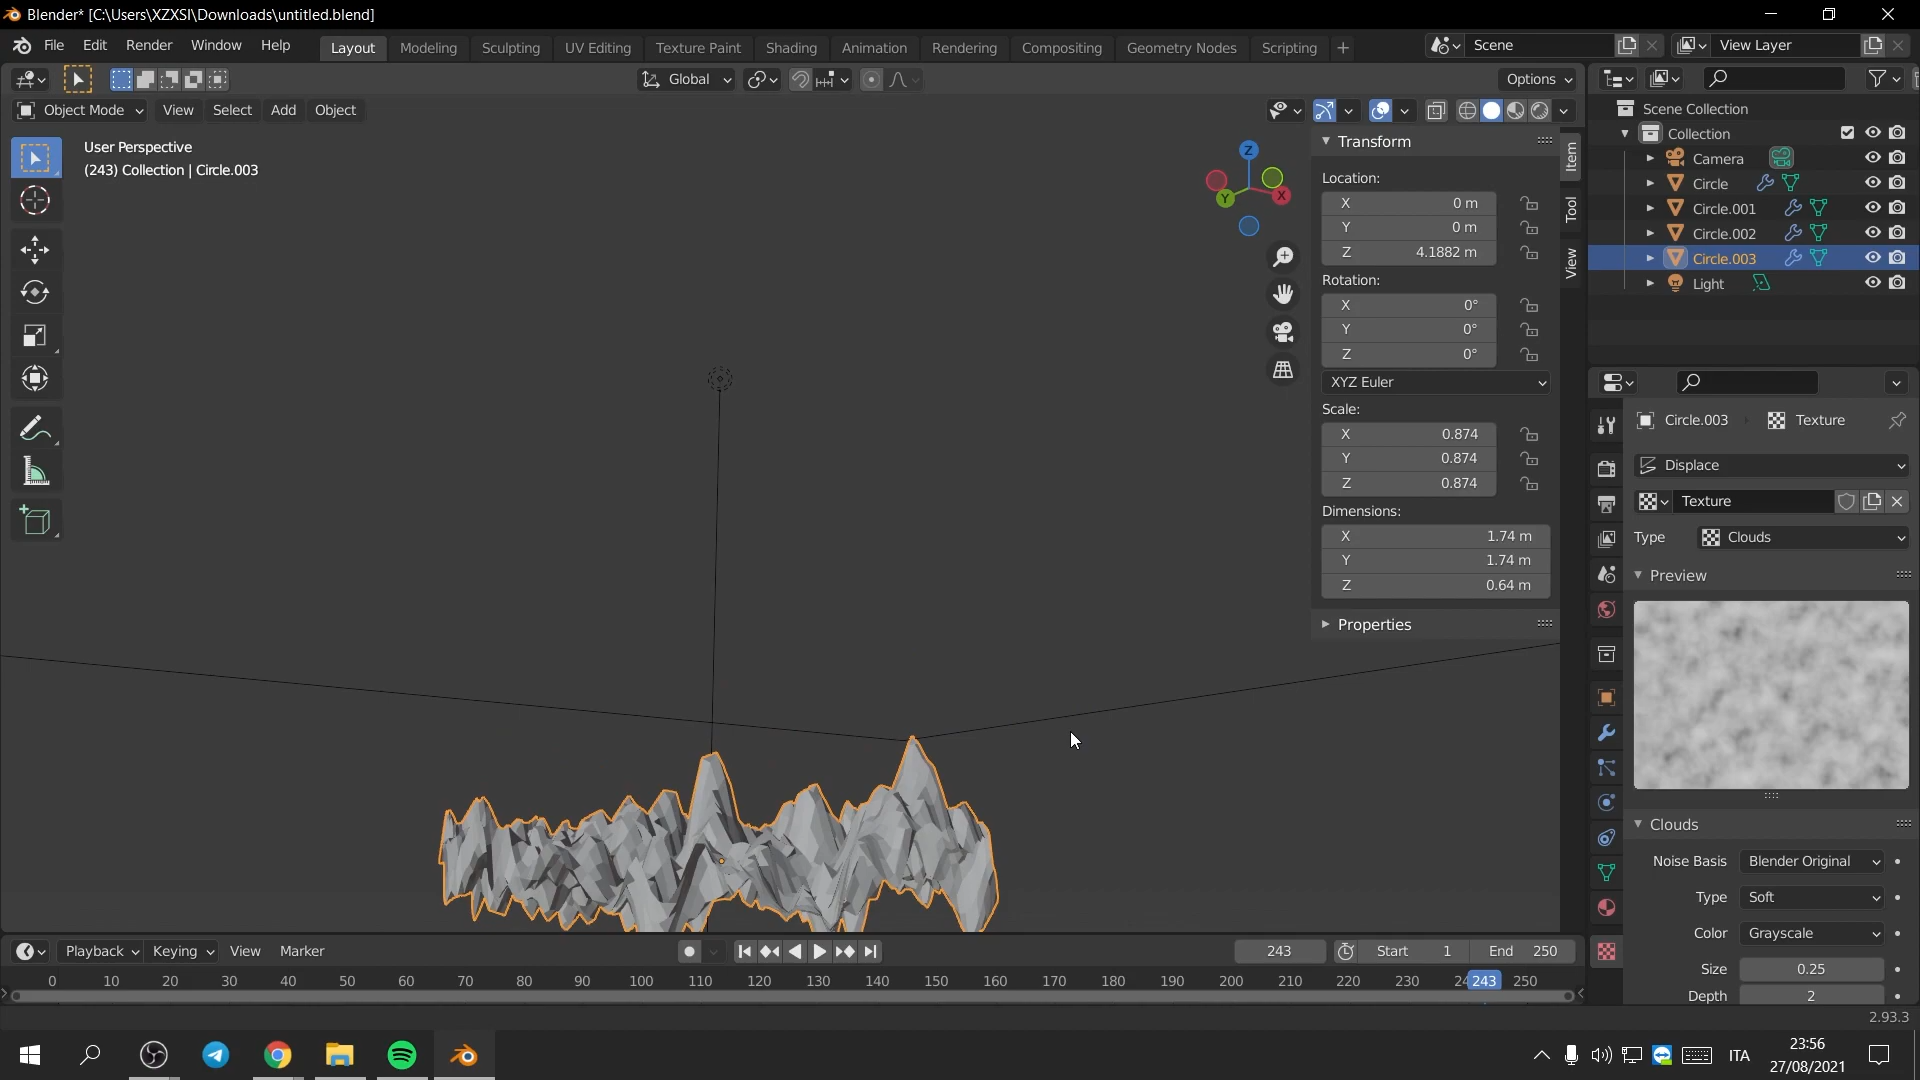 Blender* [C:\Users\XZXSI\Downloads\untitled.blend]
File Edit Render Window Help Layout Modeling Sculpting UV Editing Texture Paint Shading Animation Rendering Compositing Geometry Nodes Scripting + Scene View Layer
Global Options
Object Mode View Select Add Object
User Perspective
(243) Collection | Circle.003
Z
X
Y
Transform
Location:
X 0 m
Y 0 m
Z 4.1882 m
Rotation:
X 0°
Y 0°
Z 0°
XYZ Euler
Scale:
X 0.874
Y 0.874
Z 0.874
Dimensions:
X 1.74 m
Y 1.74 m
Z 0.64 m
Properties
Item
Tool
View
Scene Collection
Collection
Camera
Circle
Circle.001
Circle.002
Circle.003
Light
Circle.003 Texture
Displace
Texture
Type Clouds
Preview
Clouds
Noise Basis Blender Original
Type Soft
Color Grayscale
Size 0.25
Depth 2
Playback Keying View Marker 243 Start 1 End 250
0 10 20 30 40 50 60 70 80 90 100 110 120 130 140 150 160 170 180 190 200 210 220 230 24 243 250
2.93.3
ITA
23:56
27/08/2021